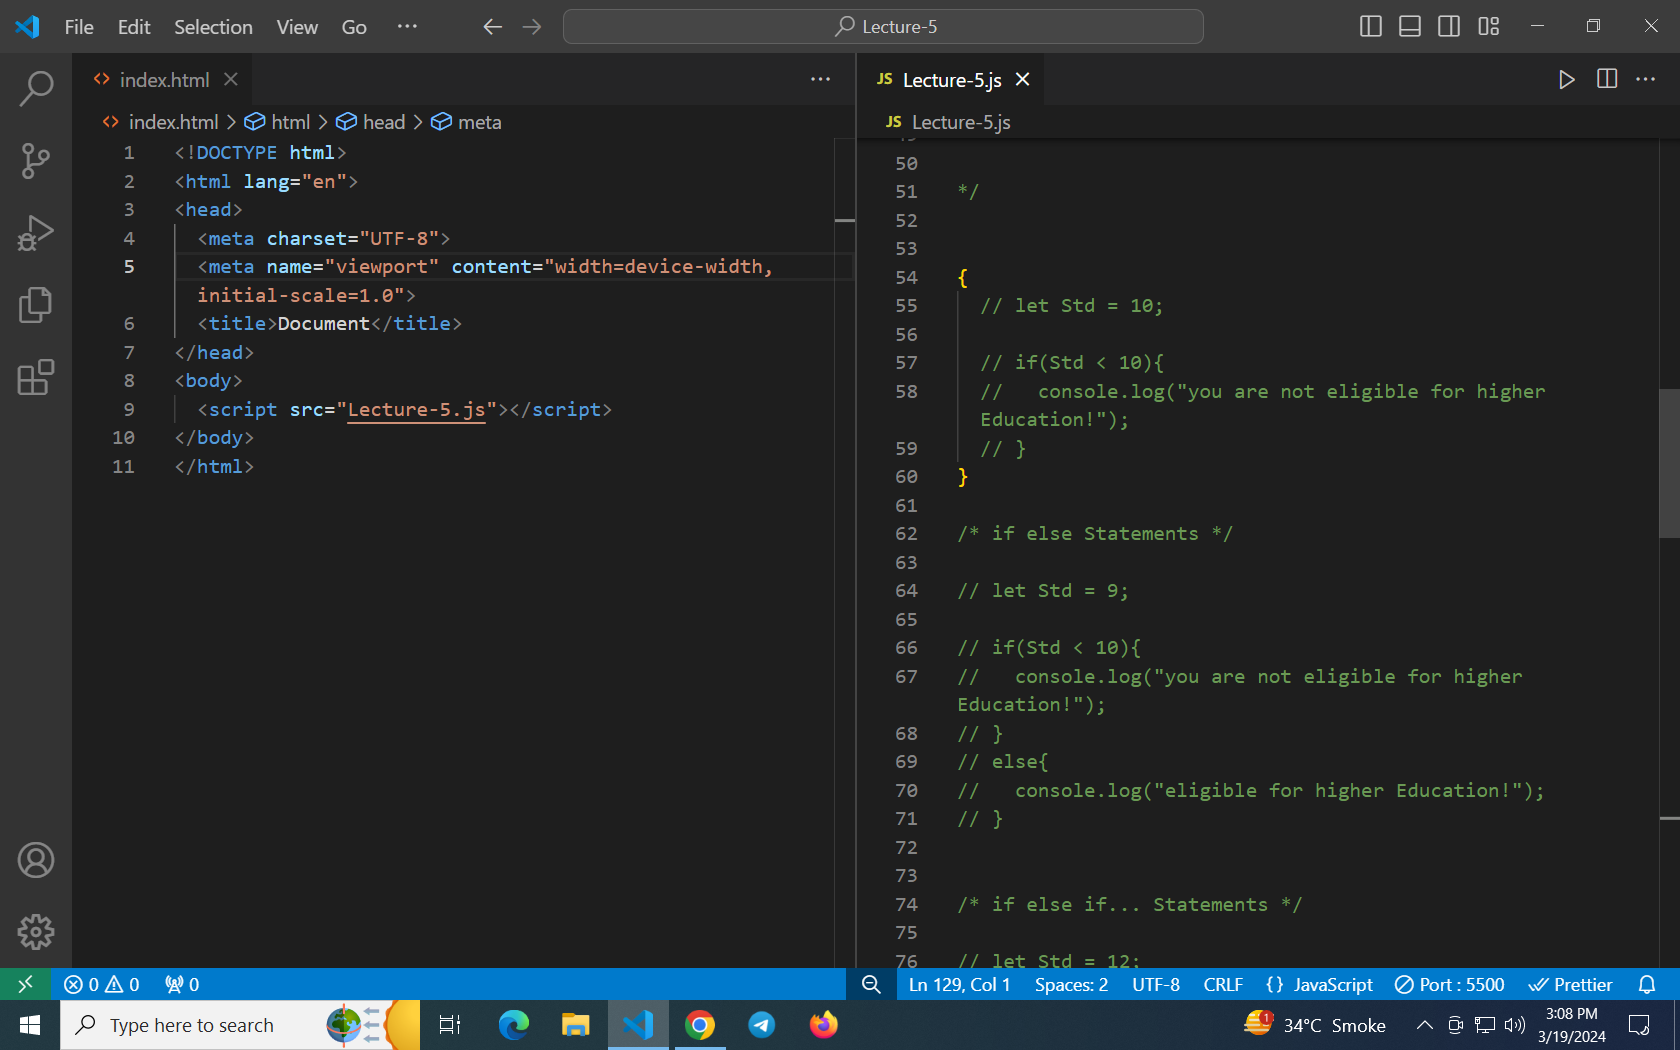 File Edit Selection View Go ··· Lecture-5
index.html
index.html > html > head > meta
1 <!DOCTYPE html>
2 <html lang="en">
3 <head>
4 <meta charset="UTF-8">
5 <meta name="viewport" content="width=device-width,
initial-scale=1.0">
6 <title>Document</title>
7 </head>
8 <body>
9 <script src="Lecture-5.js"></script>
10 </body>
11 </html>
JS Lecture-5.js
JS Lecture-5.js
50
51 */
52
53
54 {
55 // let Std = 10;
56
57 // if(Std < 10){
58 // console.log("you are not eligible for higher
Education!");
59 // }
60 }
61
62 /* if else Statements */
63
64 // let Std = 9;
65
66 // if(Std < 10){
67 // console.log("you are not eligible for higher
Education!");
68 // }
69 // else{
70 // console.log("eligible for higher Education!");
71 // }
72
73
74 /* if else if... Statements */
75
76 // let Std = 12;
0 0 0 Ln 129, Col 1 Spaces: 2 UTF-8 CRLF {} JavaScript Port : 5500 Prettier
Type here to search 1 34°C Smoke 3:08 PM
3/19/2024